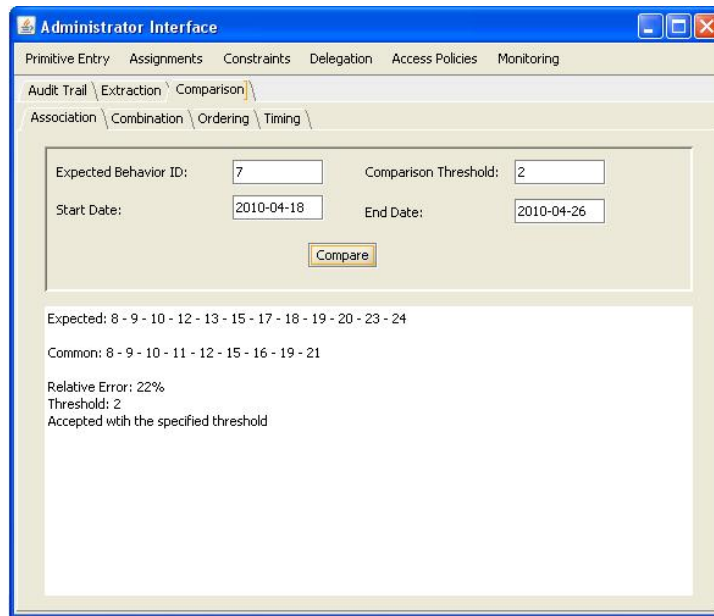 Administrator Interface
Primitive Entry Assignments Constraints Delegation Access Policies Monitoring
Audit Trail Extraction Comparison
Association Combination Ordering Timing
Expected Behavior ID: 7 Comparison Threshold: 2
Start Date: 2010-04-18 End Date: 2010-04-26
Compare
Expected: 8 - 9 - 10 - 12 - 13 - 15 - 17 - 18 - 19 - 20 - 23 - 24
Common: 8 - 9 - 10 - 11 - 12 - 15 - 16 - 19 - 21
Relative Error: 22%
Threshold: 2
Accepted wtih the specified threshold